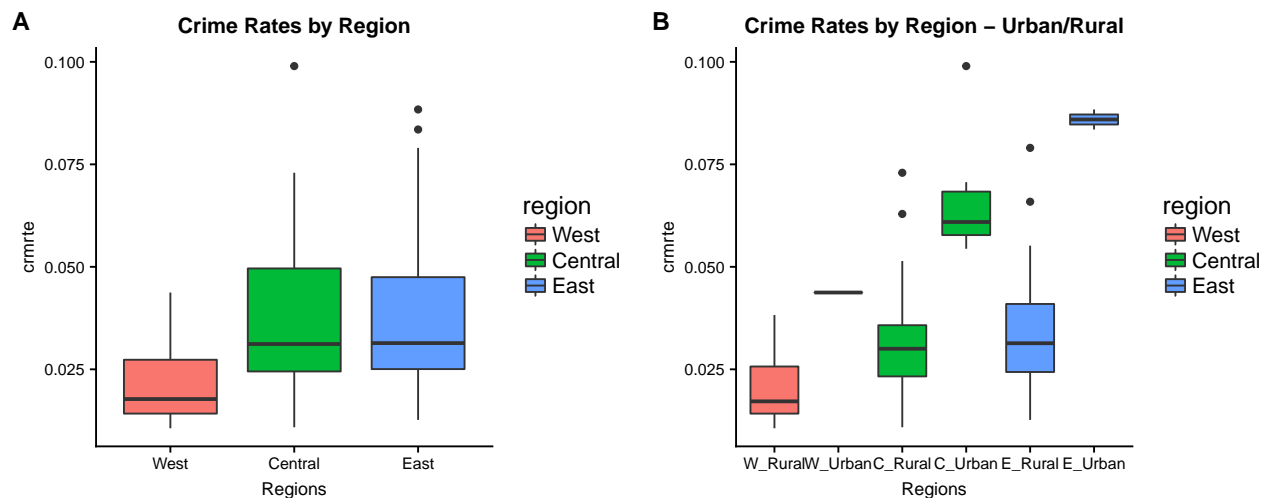 A
Crime Rates by Region
0.100
0.075
0.050
0.025
crmrte
West
Central
East
Regions
region
West
Central
East
B
Crime Rates by Region – Urban/Rural
0.100
0.075
0.050
0.025
crmrte
W_Rural
W_Urban
C_Rural
C_Urban
E_Rural
E_Urban
Regions
region
West
Central
East